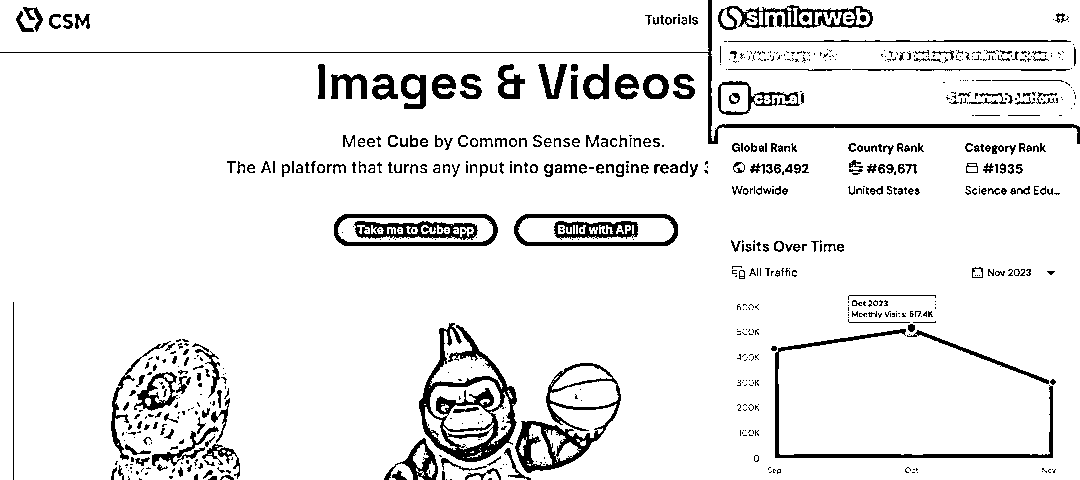 CSM
Tutorials
Images & Videos
Meet Cube by Common Sense Machines.
The AI platform that turns any input into game-engine ready
Take me to Cube app
Build with API
similarweb
csm.ai
Similarweb platform
Global Rank
#136,492
Worldwide
Country Rank
#69,671
United States
Category Rank
#1935
Science and Edu...
Visits Over Time
All Traffic
Nov 2023
Oct 2023
Monthly Visits: 517.4K
600K
500K
400K
300K
200K
100K
0
Sep
Oct
Nov